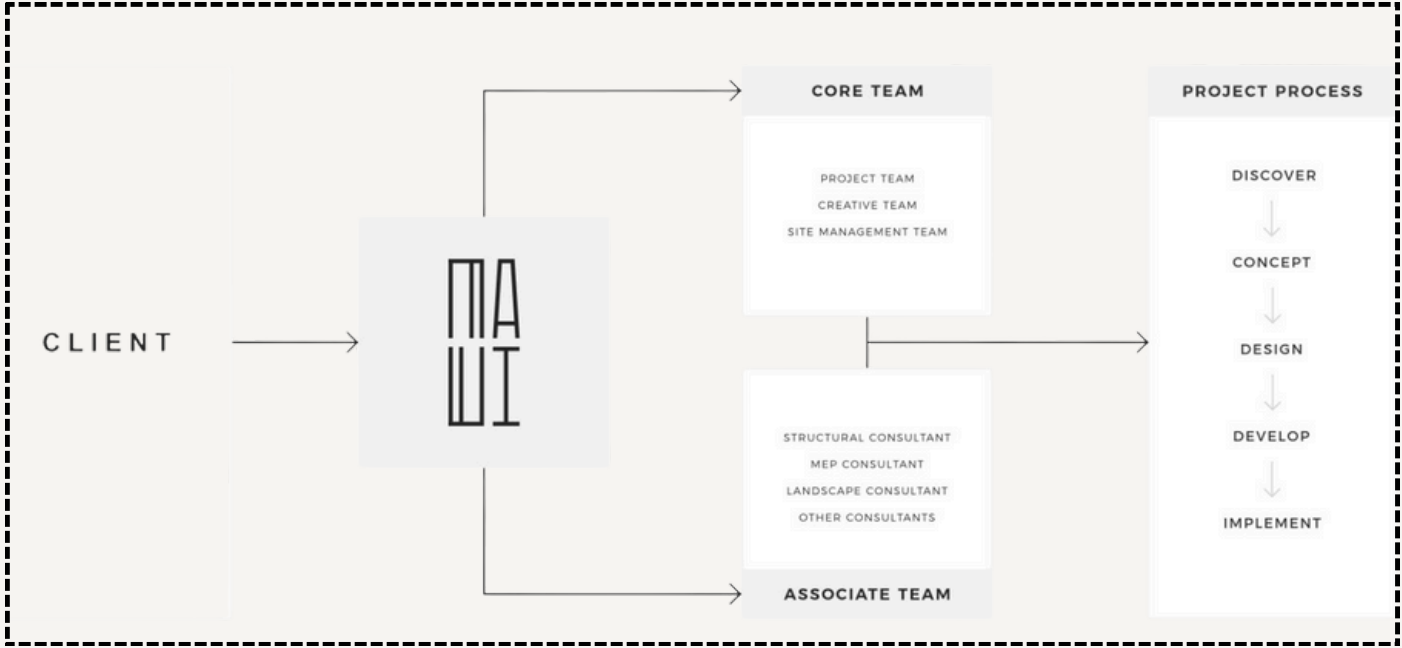 CLIENT
MA
WI
CORE TEAM
PROJECT TEAM
CREATIVE TEAM
SITE MANAGEMENT TEAM
STRUCTURAL CONSULTANT
MEP CONSULTANT
LANDSCAPE CONSULTANT
OTHER CONSULTANTS
ASSOCIATE TEAM
PROJECT PROCESS
DISCOVER
CONCEPT
DESIGN
DEVELOP
IMPLEMENT